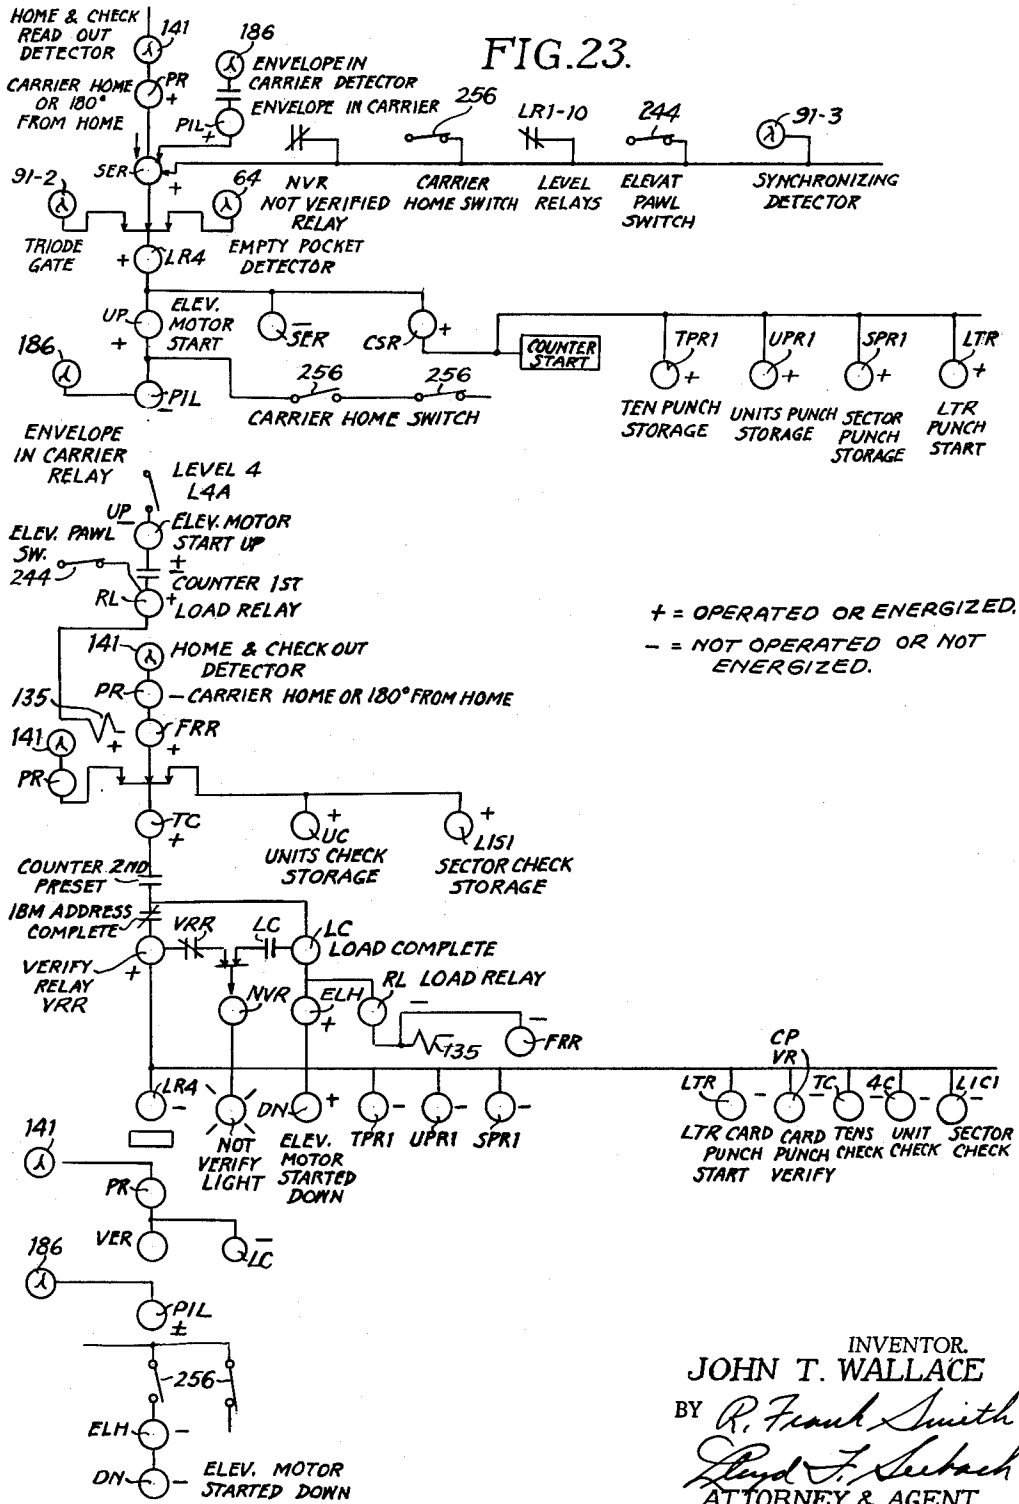 HOME & CHECK
READ OUT
DETECTOR
141
186
FIG.23.
ENVELOPE IN
CARRIER DETECTOR
CARRIER HOME
OR 180°
FROM HOME
PR
+
ENVELOPE IN CARRIER
PIL
+
256
LR1-10
244
91-3
SER
+
91-2
64
NVR
NOT VERIFIED
RELAY
CARRIER
HOME SWITCH
LEVEL
RELAYS
ELEVAT
PAWL
SWITCH
SYNCHRONIZING
DETECTOR
TRIODE
GATE
+
LR4
EMPTY POCKET
DETECTOR
UP
+
ELEV.
MOTOR
START
-
SER
CSR
+
COUNTER
START
TPR1
+
UPR1
+
SPR1
+
LTR
+
186
PIL
-
256
256
CARRIER HOME SWITCH
TEN PUNCH
STORAGE
UNITS PUNCH
STORAGE
SECTOR
PUNCH
STORAGE
LTR
PUNCH
START
ENVELOPE
IN CARRIER
RELAY
LEVEL 4
L4A
UP
-
ELEV. MOTOR
START UP
ELEV. PAWL
SW.
244
±
COUNTER 1ST
LOAD RELAY
RL
+
+ = OPERATED OR ENERGIZED.
- = NOT OPERATED OR NOT
ENERGIZED.
141
HOME & CHECK OUT
DETECTOR
PR
- CARRIER HOME OR 180° FROM HOME
135
+
FRR
+
141
PR
TC
+
+
UC
UNITS CHECK
STORAGE
+
L1S1
SECTOR CHECK
STORAGE
COUNTER 2ND
PRESET
IBM ADDRESS
COMPLETE
VRR
LC
LC
LOAD COMPLETE
VERIFY
RELAY
VRR
+
NVR
ELH
+
RL LOAD RELAY
-
135
-
FRR
LR4
-
NOT
VERIFY
LIGHT
DN
+
ELEV.
MOTOR
STARTED
DOWN
-
TPR1
-
UPR1
-
SPR1
LTR
-
LTR CARD
PUNCH
START
CP
VR
-
CARD
PUNCH
VERIFY
TC
-
TENS
CHECK
4C
-
UNIT
CHECK
L1C1
-
SECTOR
CHECK
141
PR
VER
-
LC
186
PIL
±
256
ELH
-
DN
-
ELEV. MOTOR
STARTED DOWN
INVENTOR.
JOHN T. WALLACE
BY R. Frank Smith
Lloyd F. Seebach
ATTORNEY & AGENT